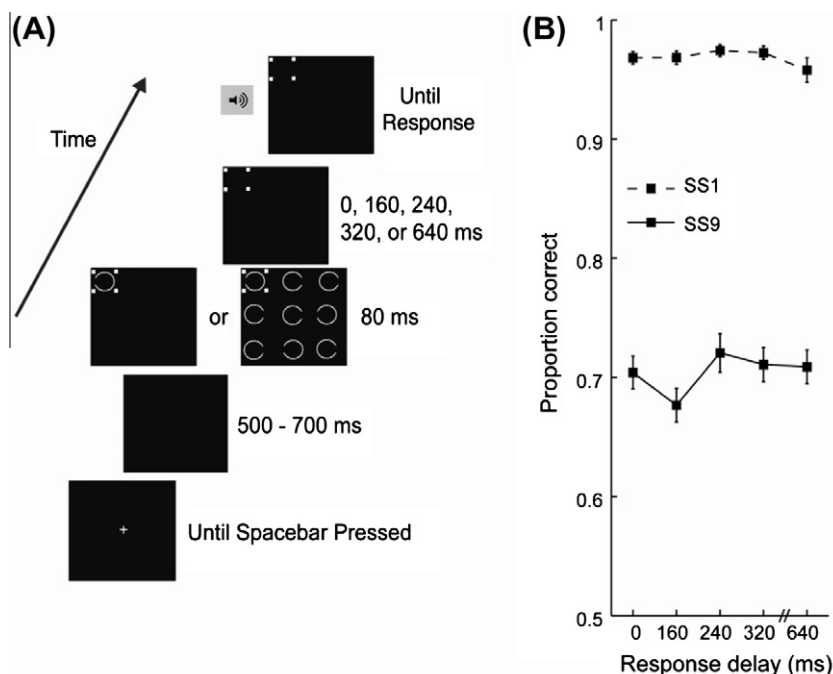 (A)
Time
Until
Response
0, 160, 240,
320, or 640 ms
or
80 ms
500 - 700 ms
Until Spacebar Pressed
(B)
Proportion correct
1
0.9
0.8
0.7
0.6
0.5
SS1
SS9
0 160 240 320 // 640
Response delay (ms)